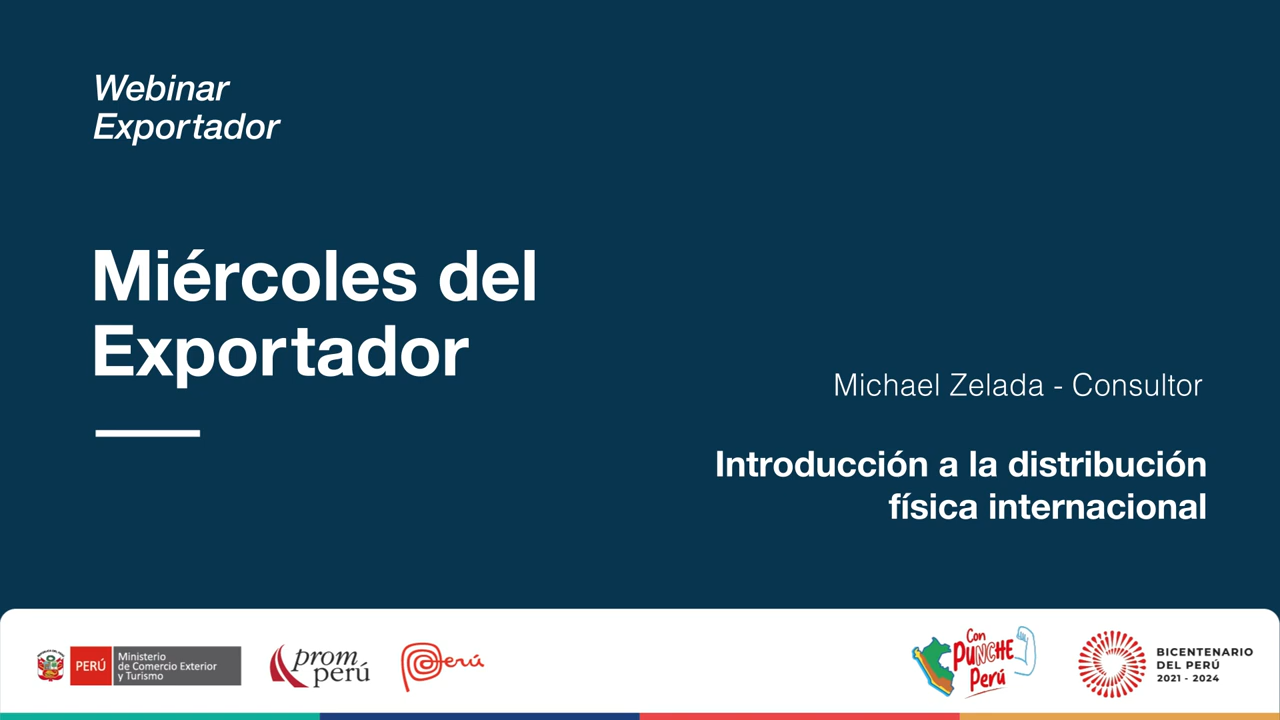 Webinar
Exportador
Miércoles del
Exportador
Michael Zelada - Consultor
Introducción a la distribución
física internacional
PERÚ
Ministerio
de Comercio Exterior
y Turismo
prom
perú
Perú
Con
PUNCHE
Perú
BICENTENARIO
DEL PERÚ
2021 - 2024